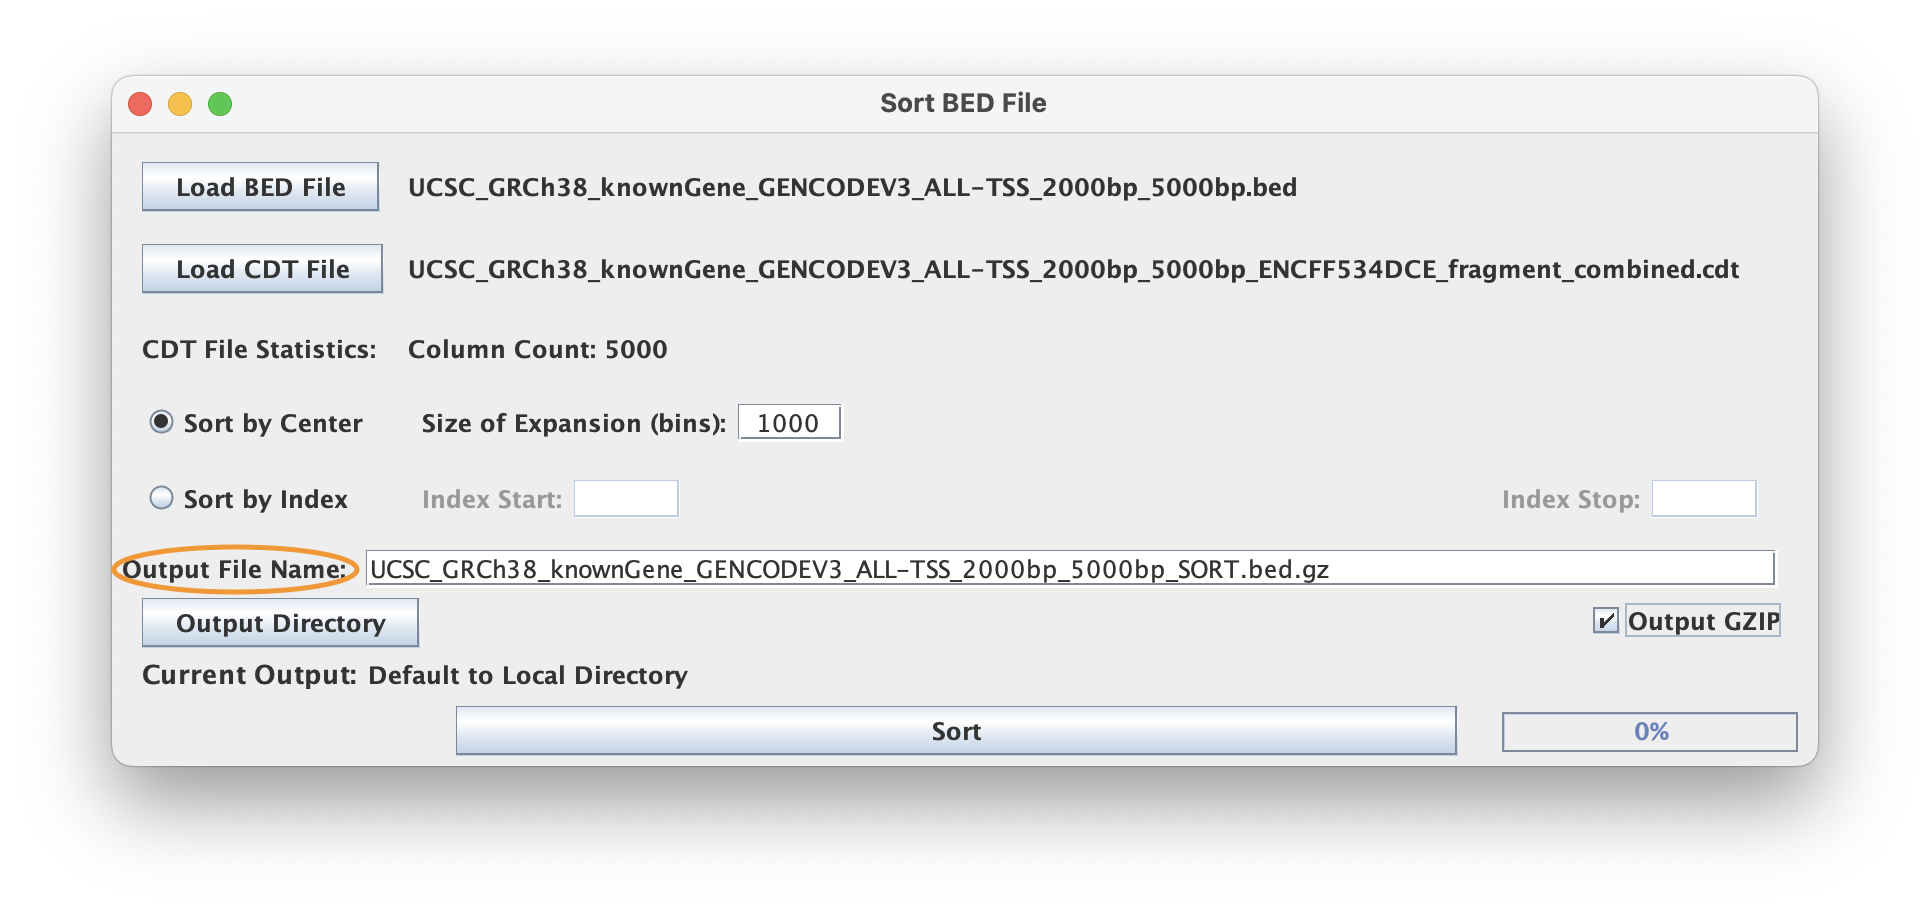 Sort BED File
Load BED File UCSC_GRCh38_knownGene_GENCODEV3_ALL-TSS_2000bp_5000bp.bed
Load CDT File UCSC_GRCh38_knownGene_GENCODEV3_ALL-TSS_2000bp_5000bp_ENCFF534DCE_fragment_combined.cdt
CDT File Statistics: Column Count: 5000
Sort by Center Size of Expansion (bins): 1000
Sort by Index Index Start: Index Stop:
Output File Name: UCSC_GRCh38_knownGene_GENCODEV3_ALL-TSS_2000bp_5000bp_SORT.bed.gz
Output Directory Output GZIP
Current Output: Default to Local Directory
Sort 0%